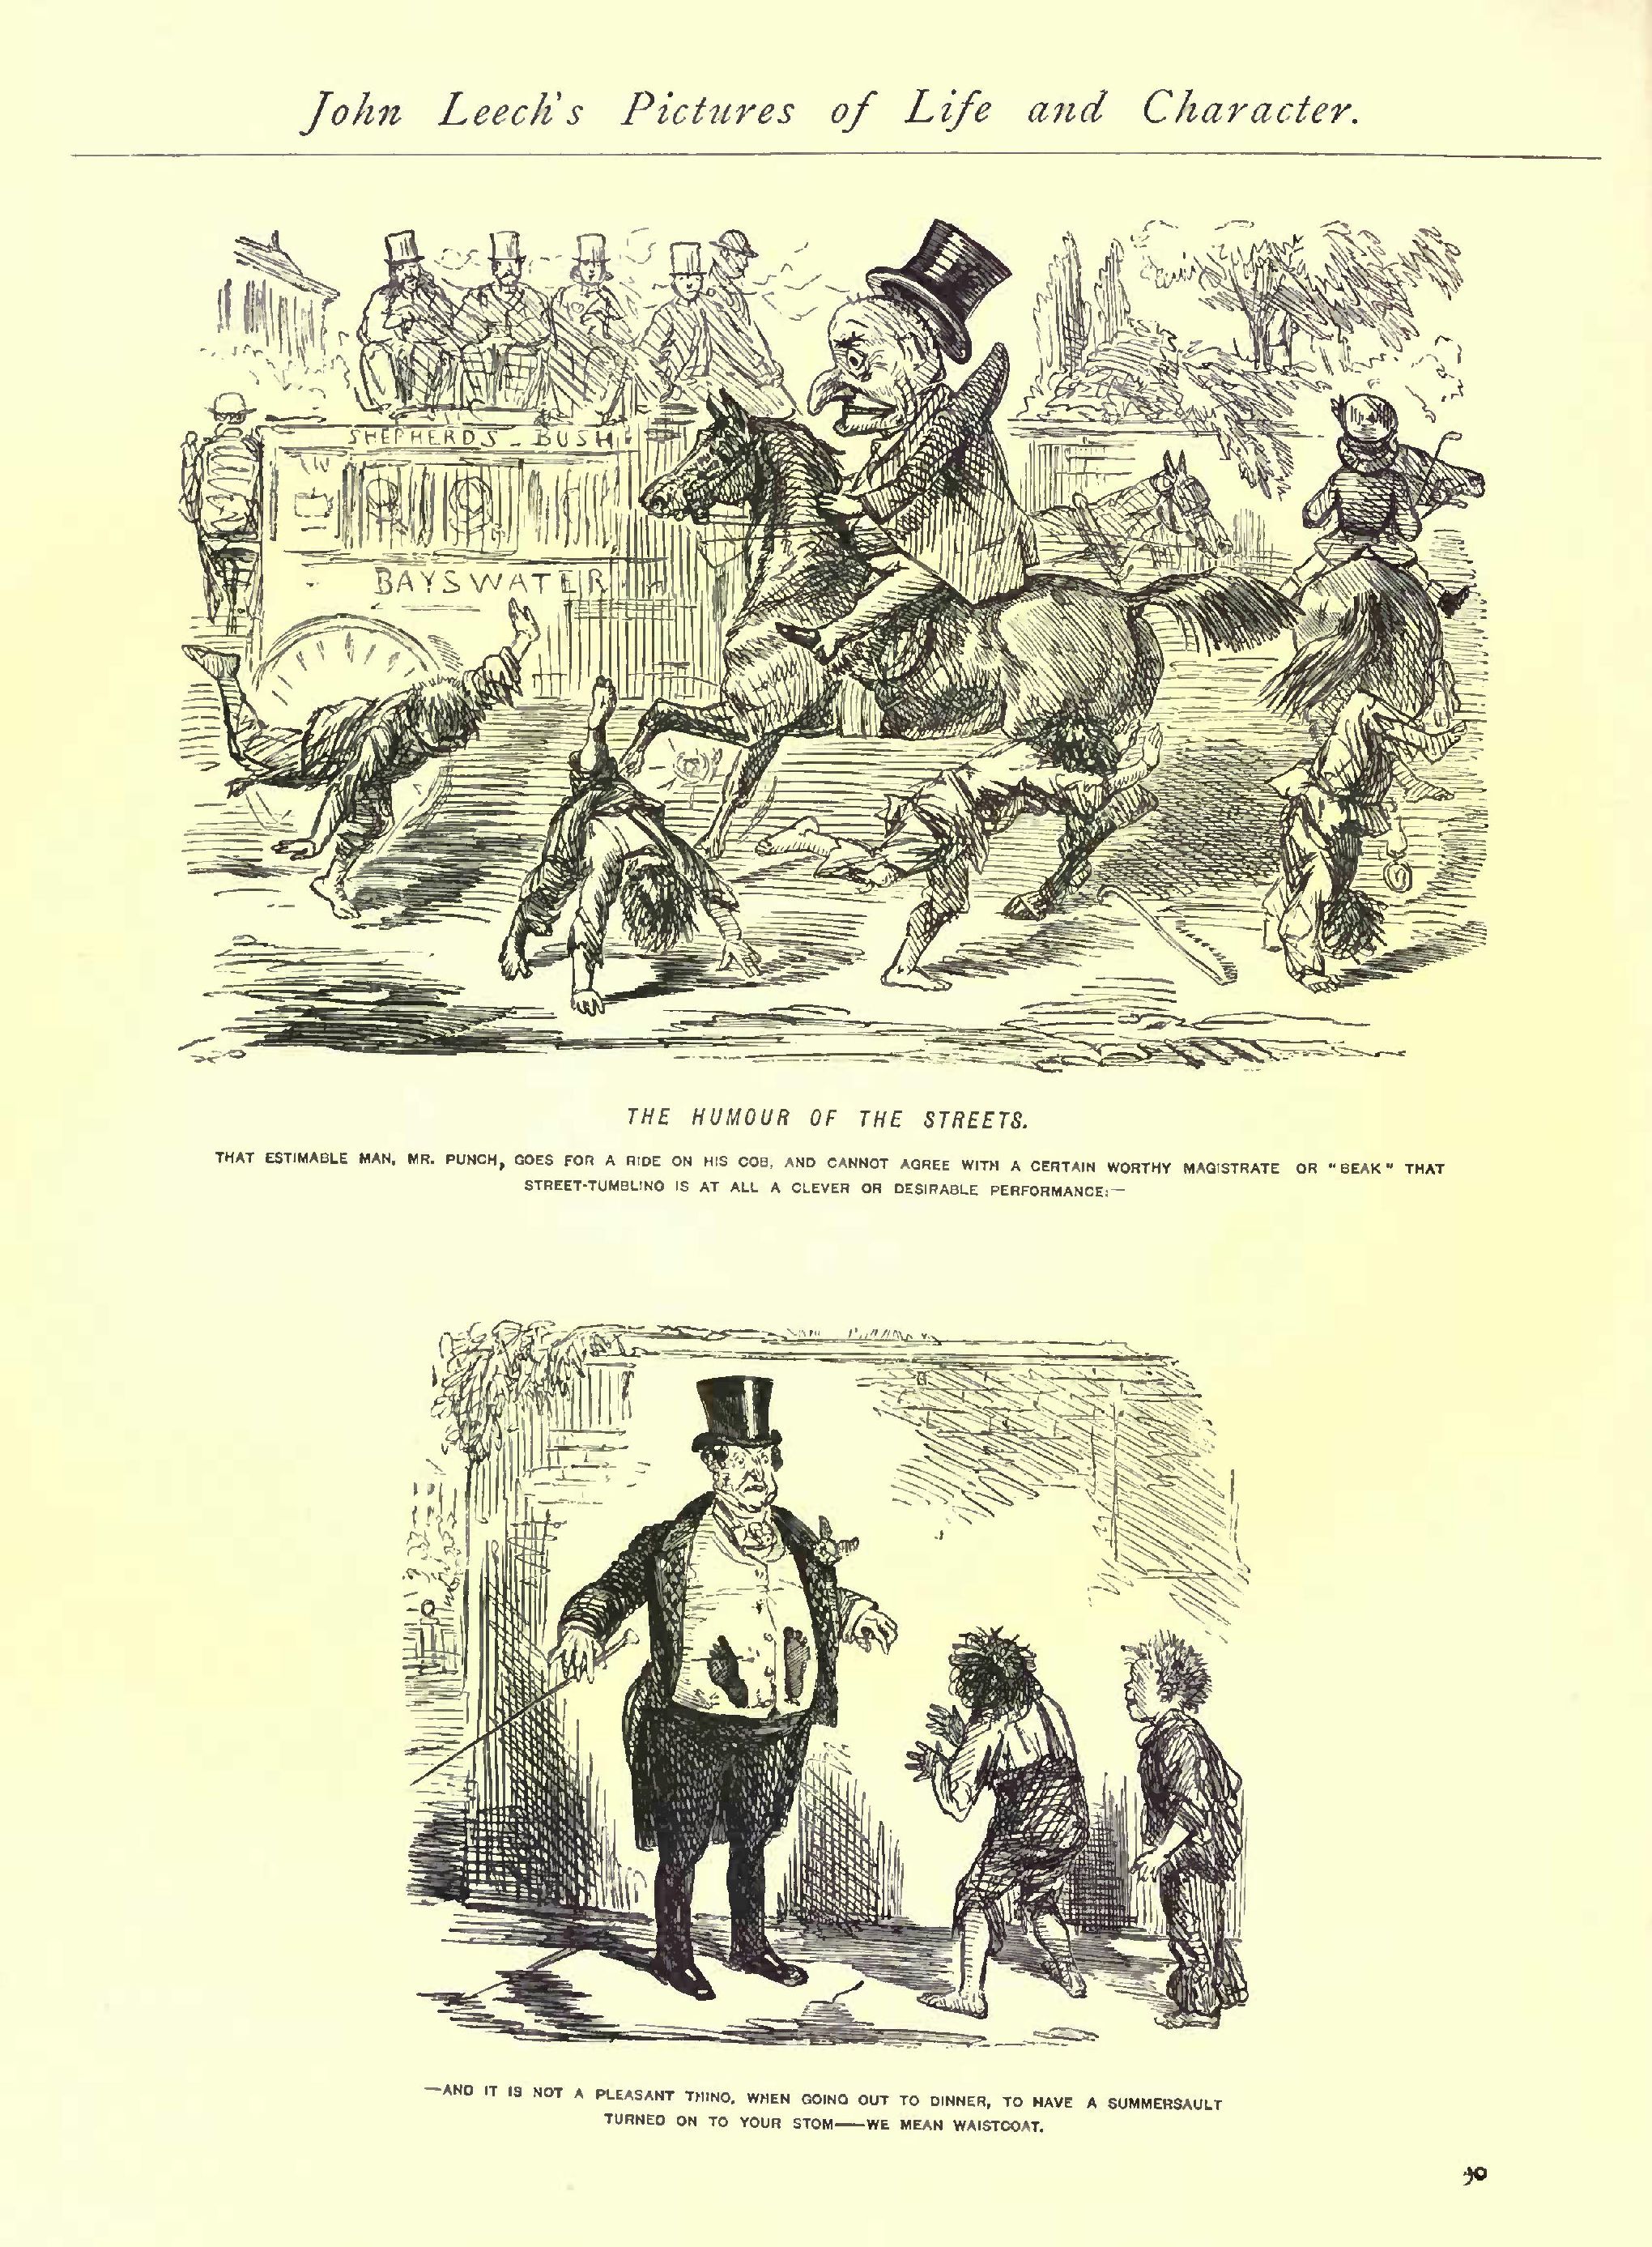 John Leech's Pictures of Life and Character.
SHEPHERDS - BUSH
BAYSWATER
THE HUMOUR OF THE STREETS.
THAT ESTIMABLE MAN, MR. PUNCH, GOES FOR A RIDE ON HIS COB, AND CANNOT AGREE WITH A CERTAIN WORTHY MAGISTRATE OR "BEAK" THAT
STREET-TUMBLING IS AT ALL A CLEVER OR DESIRABLE PERFORMANCE:—
—AND IT IS NOT A PLEASANT THING, WHEN GOING OUT TO DINNER, TO HAVE A SUMMERSAULT
TURNED ON TO YOUR STOM——WE MEAN WAISTCOAT.
90